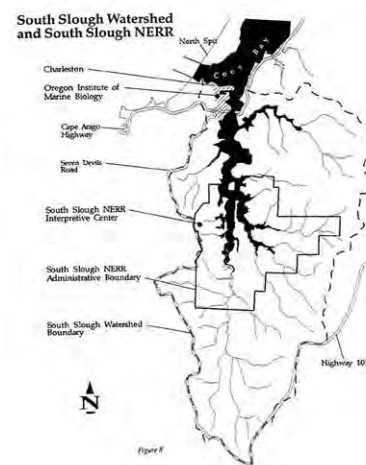 South Slough Watershed
and South Slough NERR
North Spit
Coos Bay
Charleston
Oregon Institute of
Marine Biology
Cape Arago
Highway
Seven Devils
Road
South Slough NERR
Interpretive Center
South Slough NERR
Administrative Boundary
South Slough Watershed
Boundary
Highway 101
N